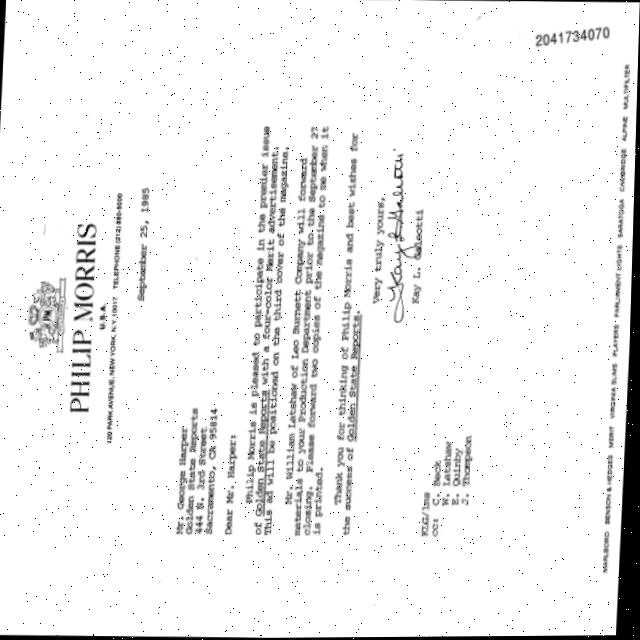 2041734070
PHILIP MORRIS
U.S.A.
120 PARK AVENUE, NEW YORK, N.Y. 10017 TELEPHONE (212) 880-5000
September 25, 1985
Mr. George Harper
Golden State Reports
444 N. 3rd Street
Sacramento, CA 95814
Dear Mr. Harper:
Philip Morris is pleased to participate in the premier issue
of Golden State Reports with a four-color Merit advertisement.
This ad will be positioned on the third cover of the magazine.
Mr. William Latshaw of Leo Burnett Company will forward
materials to your Production Department prior to the September 27
closing. Please forward two copies of the magazine to me when it
is printed.
Thank you for thinking of Philip Morris and best wishes for
the success of Golden State Reports.
Very truly yours,
Kay L. Galeotti
KLG/lms
cc: C. Beck
W. Latshaw
E. Quirby
J. Thompson
MARLBORO BENSON & HEDGES MERIT VIRGINIA SLIMS PLAYERS PARLIAMENT LIGHTS SARATOGA CAMBRIDGE ALPINE MULTIFILTER